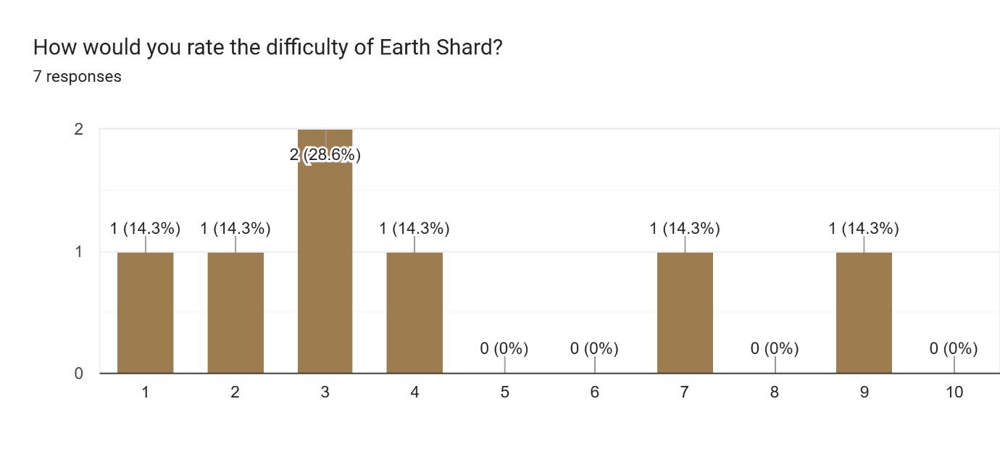 How would you rate the difficulty of Earth Shard?
7 responses
2
2 (28.6%)
1 (14.3%) 1 (14.3%) 1 (14.3%) 1 (14.3%) 1 (14.3%)
1
0 (0%) 0 (0%) 0 (0%) 0 (0%)
0
1 2 3 4 5 6 7 8 9 10